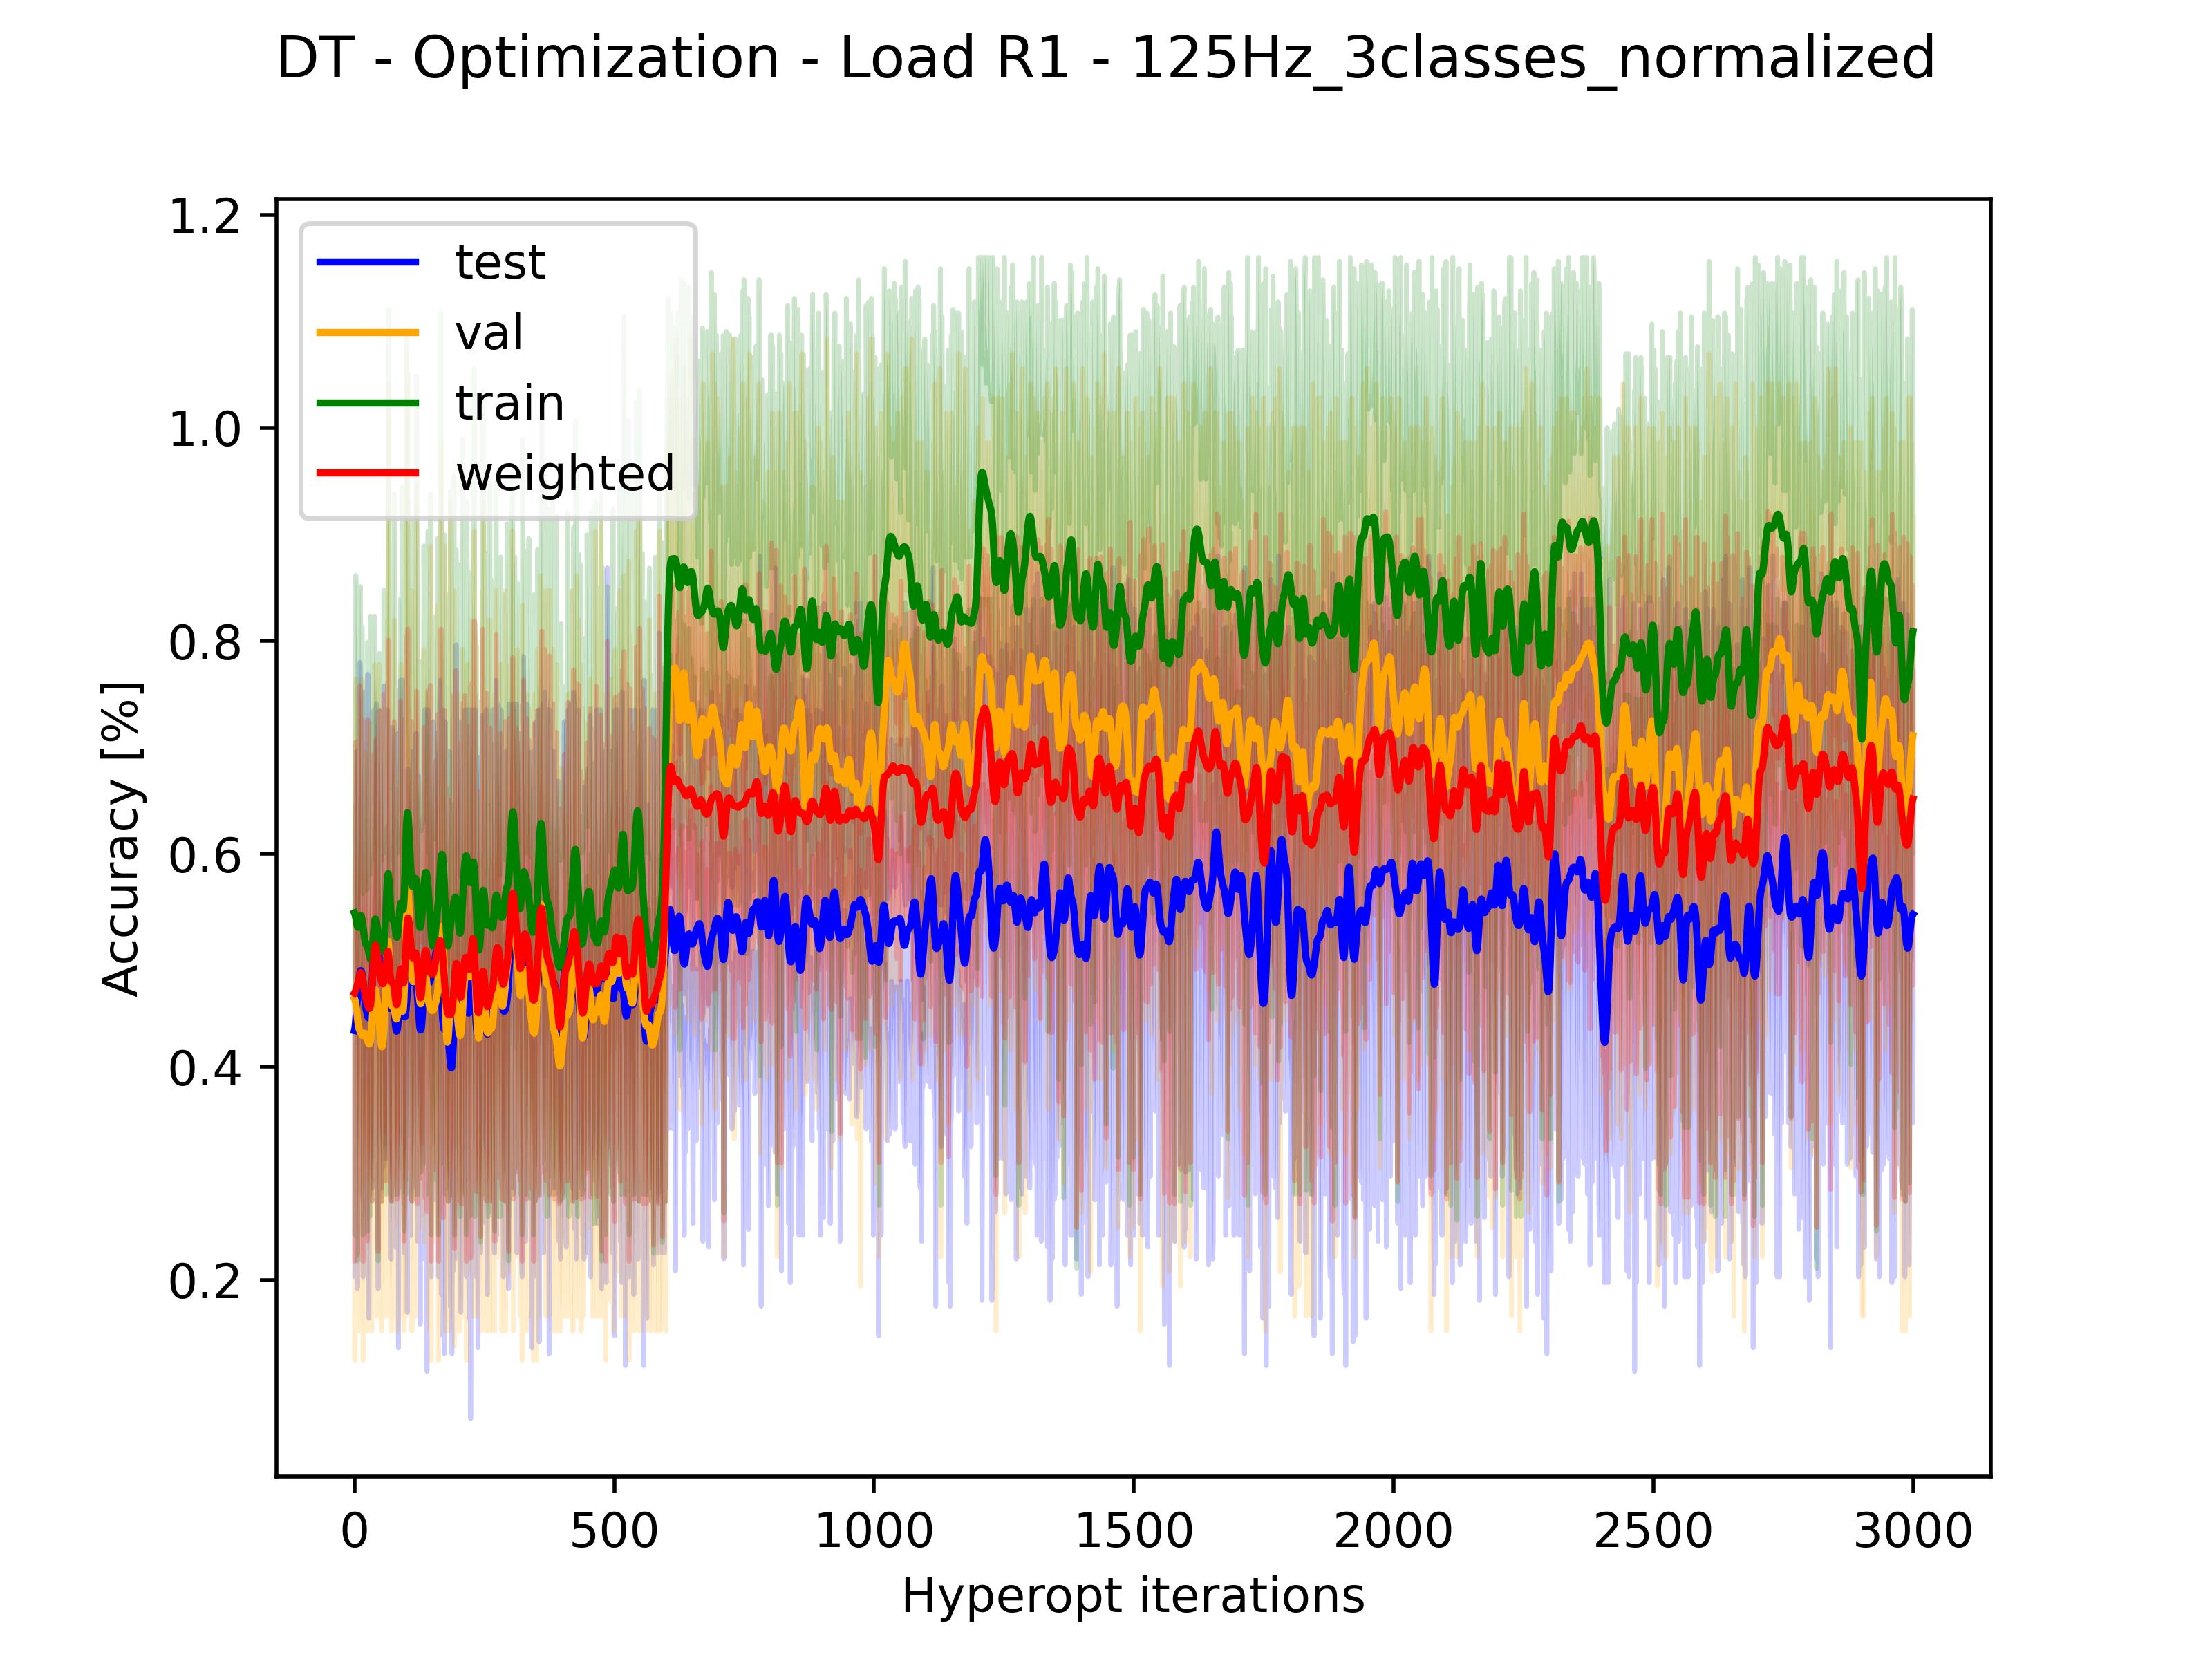 DT - Optimization - Load R1 - 125Hz_3classes_normalized
1.2
1.0
0.8
0.6
0.4
0.2
Accuracy [%]
test
val
train
weighted
0 500 1000 1500 2000 2500 3000
Hyperopt iterations